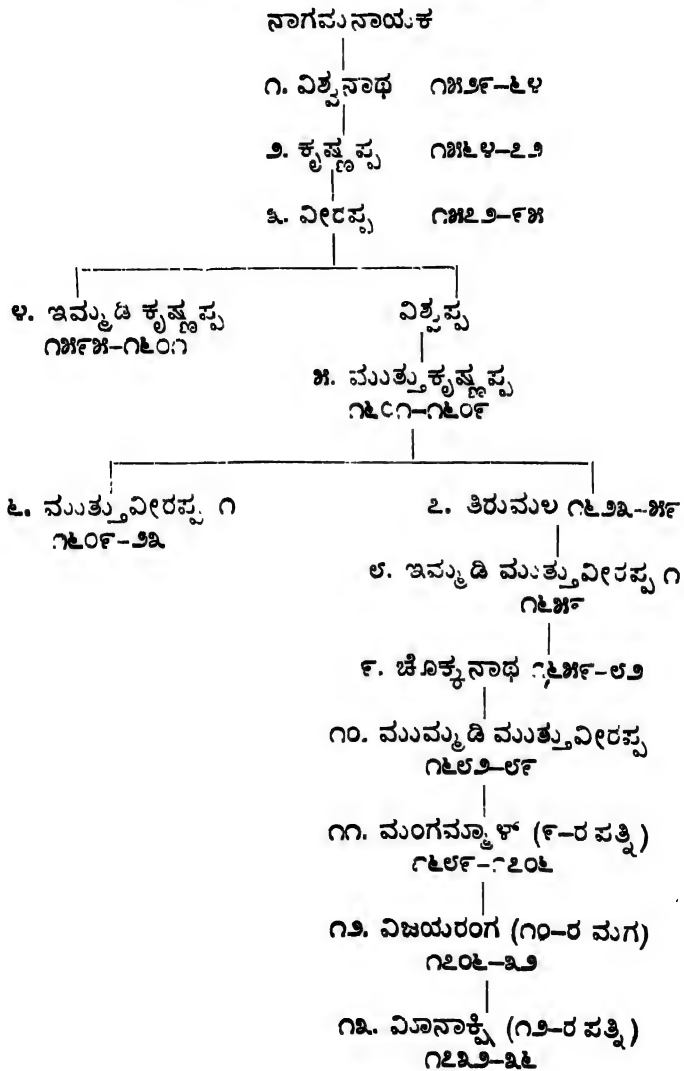 ನಾಗಮನಾಯಕ
೧. ವಿಶ್ವನಾಥ ೧೫೨೯–೬೪
೨. ಕೃಷ್ಣಪ್ಪ ೧೫೬೪–೭೨
೩. ವೀರಪ್ಪ ೧೫೭೨–೯೫
೪. ಇಮ್ಮಡಿ ಕೃಷ್ಣಪ್ಪ
೧೫೯೫–೧೬೦೧
ವಿಶ್ವಪ್ಪ
೫. ಮುತ್ತುಕೃಷ್ಣಪ್ಪ
೧೬೦೧–೧೬೦೯
೬. ಮುತ್ತುವೀರಪ್ಪ ೧
೧೬೦೯–೨೩
೭. ತಿರುಮಲ ೧೬೨೩–೫೯
೮. ಇಮ್ಮಡಿ ಮುತ್ತುವೀರಪ್ಪ ೧
೧೬೫೯
೯. ಚೊಕ್ಕನಾಥ ೧೬೫೯–೮೨
೧೦. ಮುಮ್ಮಡಿ ಮುತ್ತುವೀರಪ್ಪ
೧೬೮೨–೮೯
೧೧. ಮಂಗಮ್ಮಾಳ್ (೯–ರ ಪತ್ನಿ)
೧೬೮೯–೧೭೦೬
೧೨. ವಿಜಯರಂಗ (೧೦–ರ ಮಗ)
೧೭೦೬–೩೨
೧೩. ಮೀನಾಕ್ಷಿ (೧೨–ರ ಪತ್ನಿ)
೧೭೩೨–೩೬